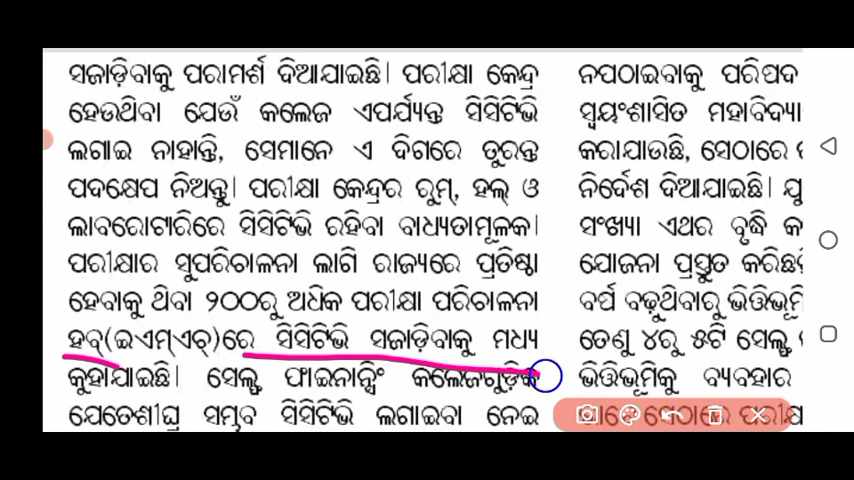 ସଜାଡ଼ିବାକୁ ପରାମର୍ଶ ଦିଆଯାଇଛି। ପରୀକ୍ଷା କେନ୍ଦ୍ର
ହେଉଥିବା ଯେଉଁ କଲେଜ ଏପର୍ଯ୍ୟନ୍ତ ସିସିଟିଭି
ଲଗାଇ ନାହାନ୍ତି, ସେମାନେ ଏ ଦିଗରେ ତୁରନ୍ତ
ପଦକ୍ଷେପ ନିଅନ୍ତୁ। ପରୀକ୍ଷା କେନ୍ଦ୍ରର ରୁମ୍, ହଲ୍ ଓ
ଲାବରୋଟାରିରେ ସିସିଟିଭି ରହିବା ବାଧ୍ୟତାମୂଳକ।
ପରୀକ୍ଷାର ସୁପରିଚାଳନା ଲାଗି ରାଜ୍ୟରେ ପ୍ରତିଷ୍ଠା
ହେବାକୁ ଥିବା ୨୦୦ରୁ ଅଧିକ ପରୀକ୍ଷା ପରିଚାଳନା
ହବ୍(ଇଏମ୍ଏଚ୍)ରେ ସିସିଟିଭି ସଜାଡ଼ିବାକୁ ମଧ୍ୟ
କୁହାଯାଇଛି। ସେଲ୍ଫ ଫାଇନାନ୍ସିଂ କଲେଜଗୁଡ଼ିକ
ଯେତେଶୀଘ୍ର ସମ୍ଭବ ସିସିଟିଭି ଲଗାଇବା ନେଇ
ନପଠାଇବାକୁ ପରିପଦ
ସ୍ୱୟଂଶାସିତ ମହାବିଦ୍ୟା
କରାଯାଉଛି, ସେଠାରେ
ନିର୍ଦେଶ ଦିଆଯାଇଛି।
ସଂଖ୍ୟା ଏଥର ବୃଦ୍ଧି କ
ଯୋଜନା ପ୍ରସ୍ତୁତ କରିଛ
ବର୍ଷ ବଢ଼ୁଥିବାରୁ ଭିତ୍ତିଭୂମି
ତେଣୁ ୪ରୁ ୫ଟି ସେଲ୍ଫ
ଭିତ୍ତିଭୂମିକୁ ବ୍ୟବହାର
ସେଠାରେ ପରୀକ୍ଷ